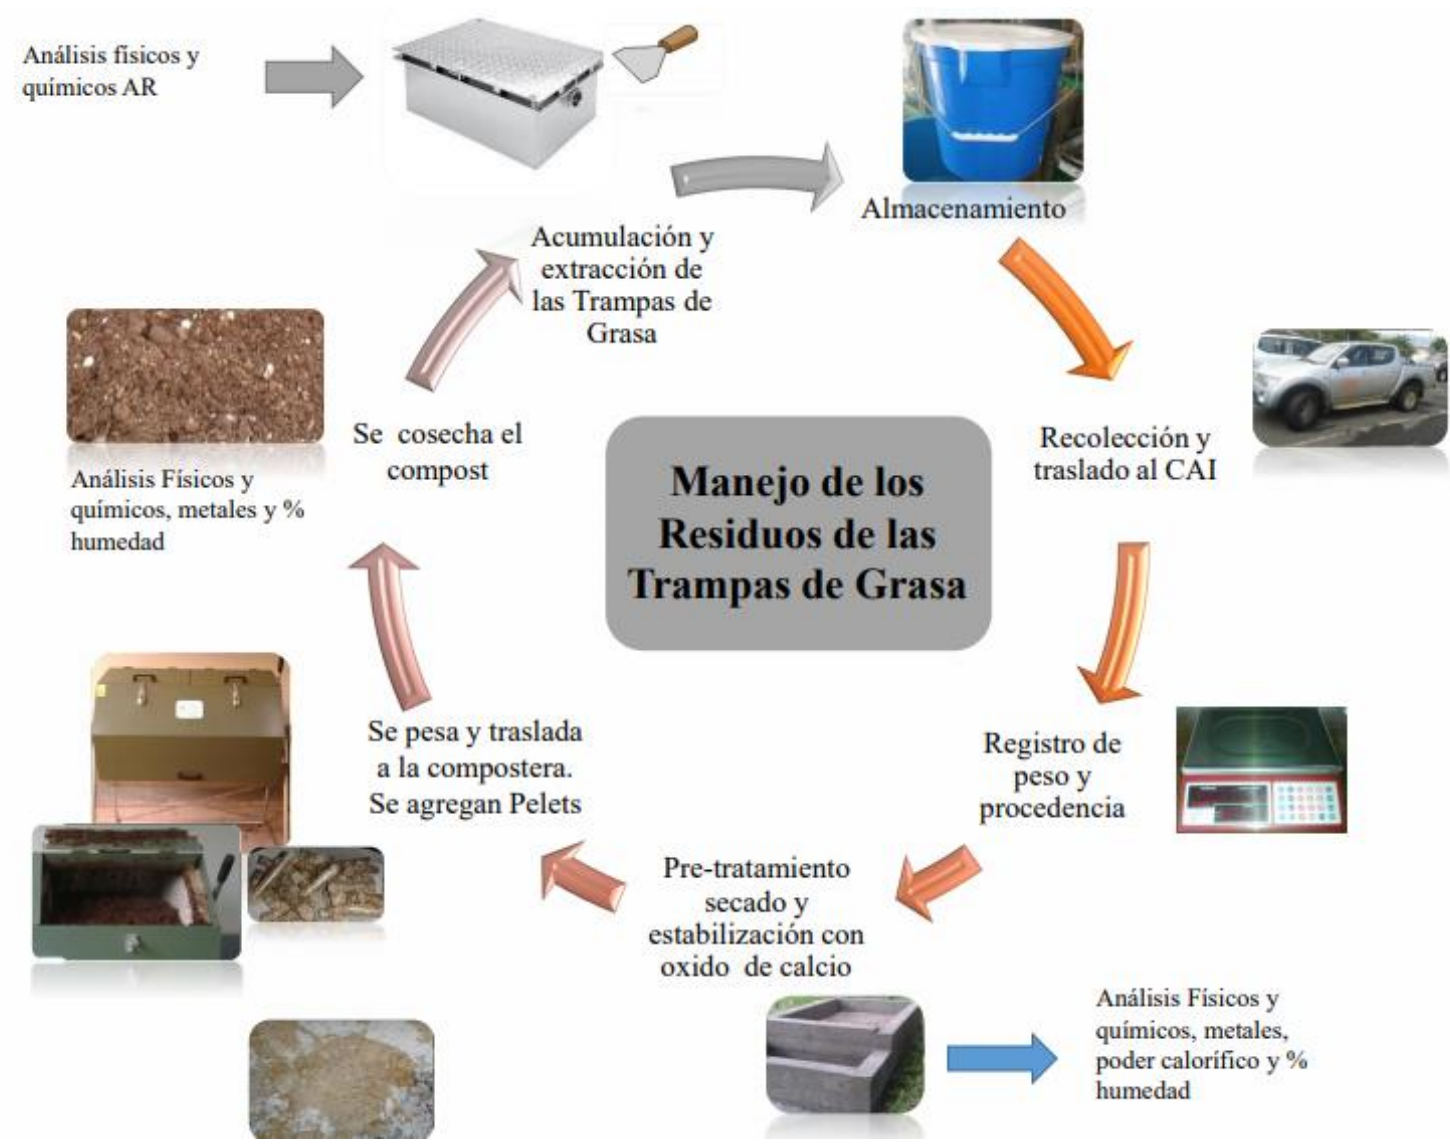 Análisis físicos y
químicos AR
Acumulación y
extracción de
las Trampas de
Grasa
Almacenamiento
Recolección y
traslado al CAI
Registro de
peso y
procedencia
Pre-tratamiento
secado y
estabilización con
oxido de calcio
Análisis Físicos y
químicos, metales,
poder calorífico y %
humedad
Se pesa y traslada
a la compostera.
Se agregan Pelets
Se cosecha el
compost
Análisis Físicos y
químicos, metales y %
humedad
Manejo de los
Residuos de las
Trampas de Grasa